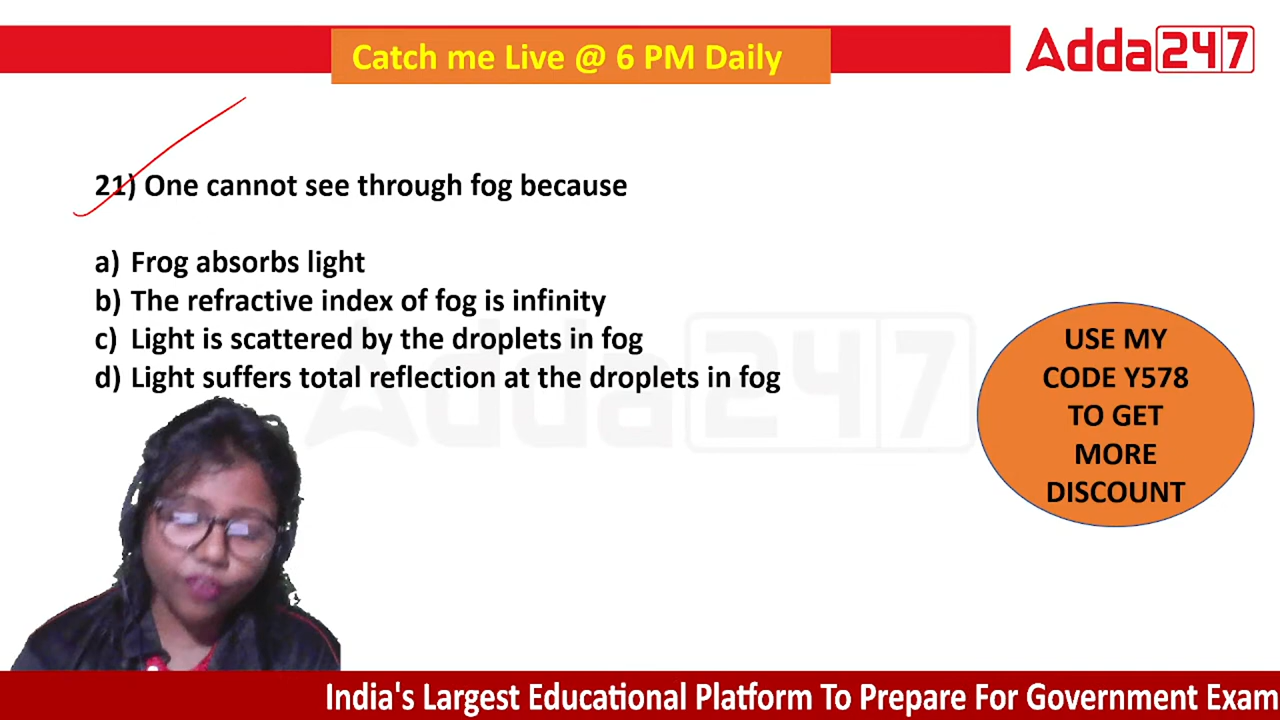 Catch me Live @ 6 PM Daily
Adda247
21) One cannot see through fog because
a) Frog absorbs light
b) The refractive index of fog is infinity
c) Light is scattered by the droplets in fog
d) Light suffers total reflection at the droplets in fog
Adda247
USE MY
CODE Y578
TO GET
MORE
DISCOUNT
India's Largest Educational Platform To Prepare For Government Exam